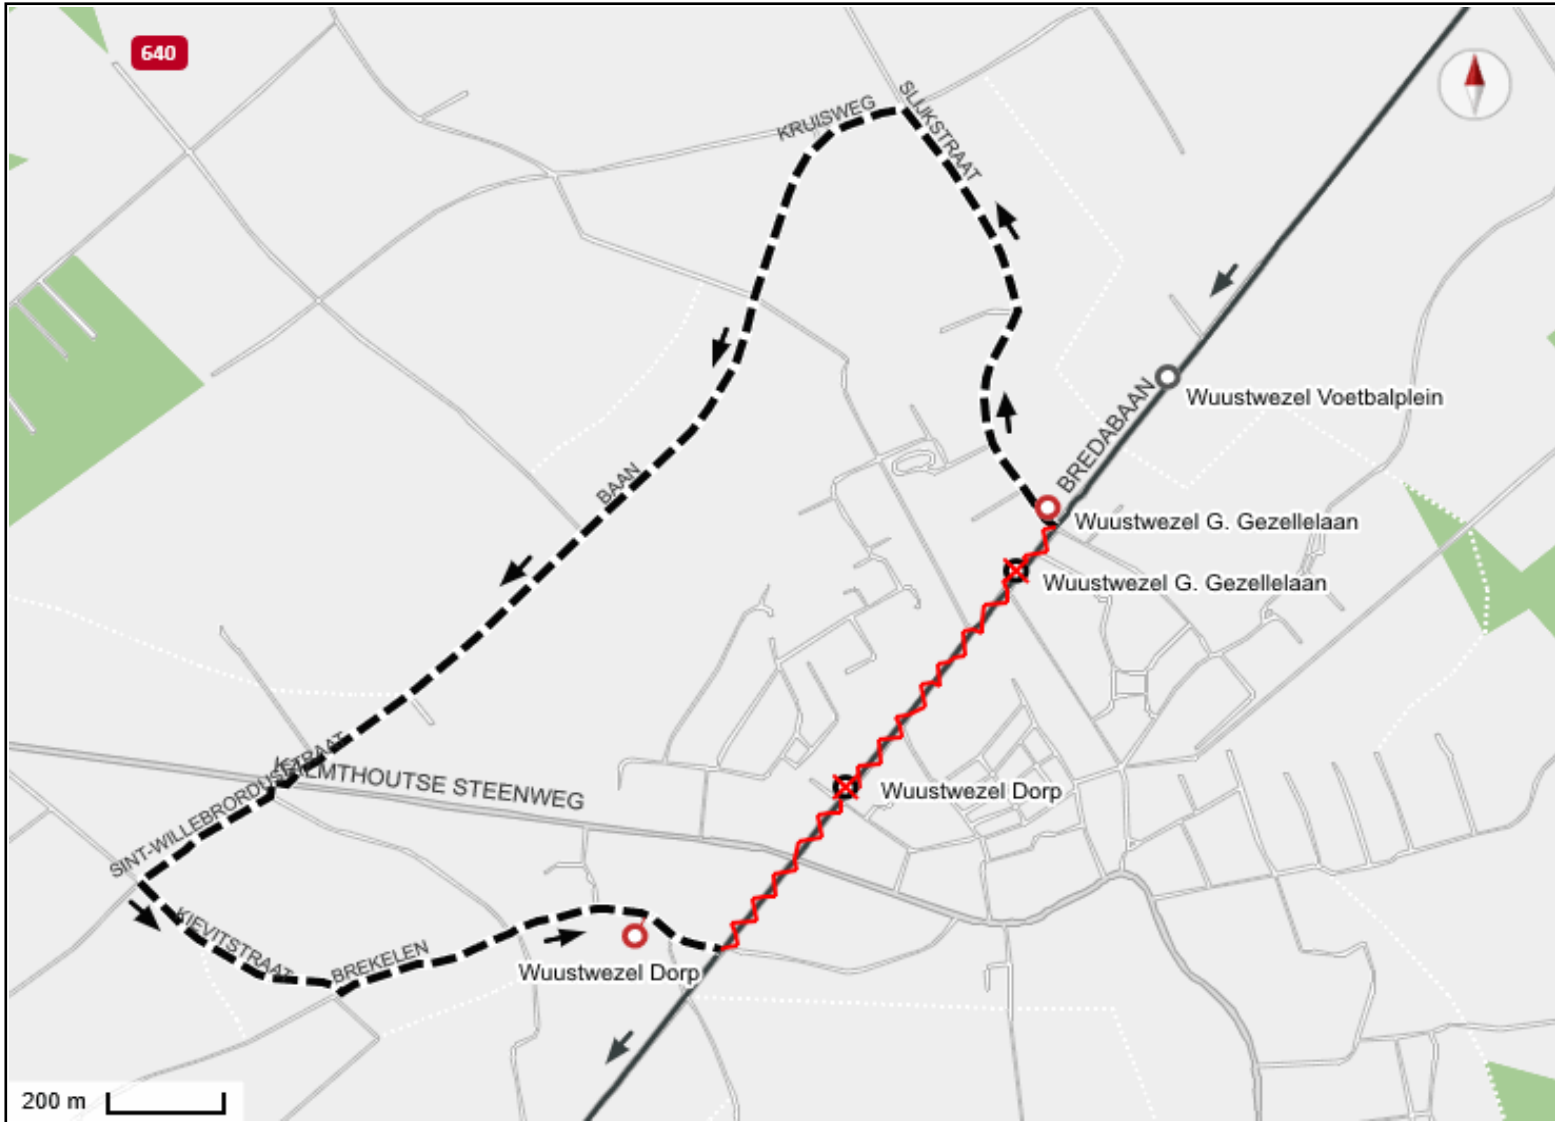 640
KRUISWEG
SLIJKSTRAAT
BREDABAAN
Wuustwezel Voetbalplein
BAAN
Wuustwezel G. Gezellelaan
Wuustwezel G. Gezellelaan
KALMTHOUTSE STEENWEG
Wuustwezel Dorp
SINT-WILLEBRORDUSSTRAAT
KIEVITSTRAAT
BREKELEN
Wuustwezel Dorp
200 m